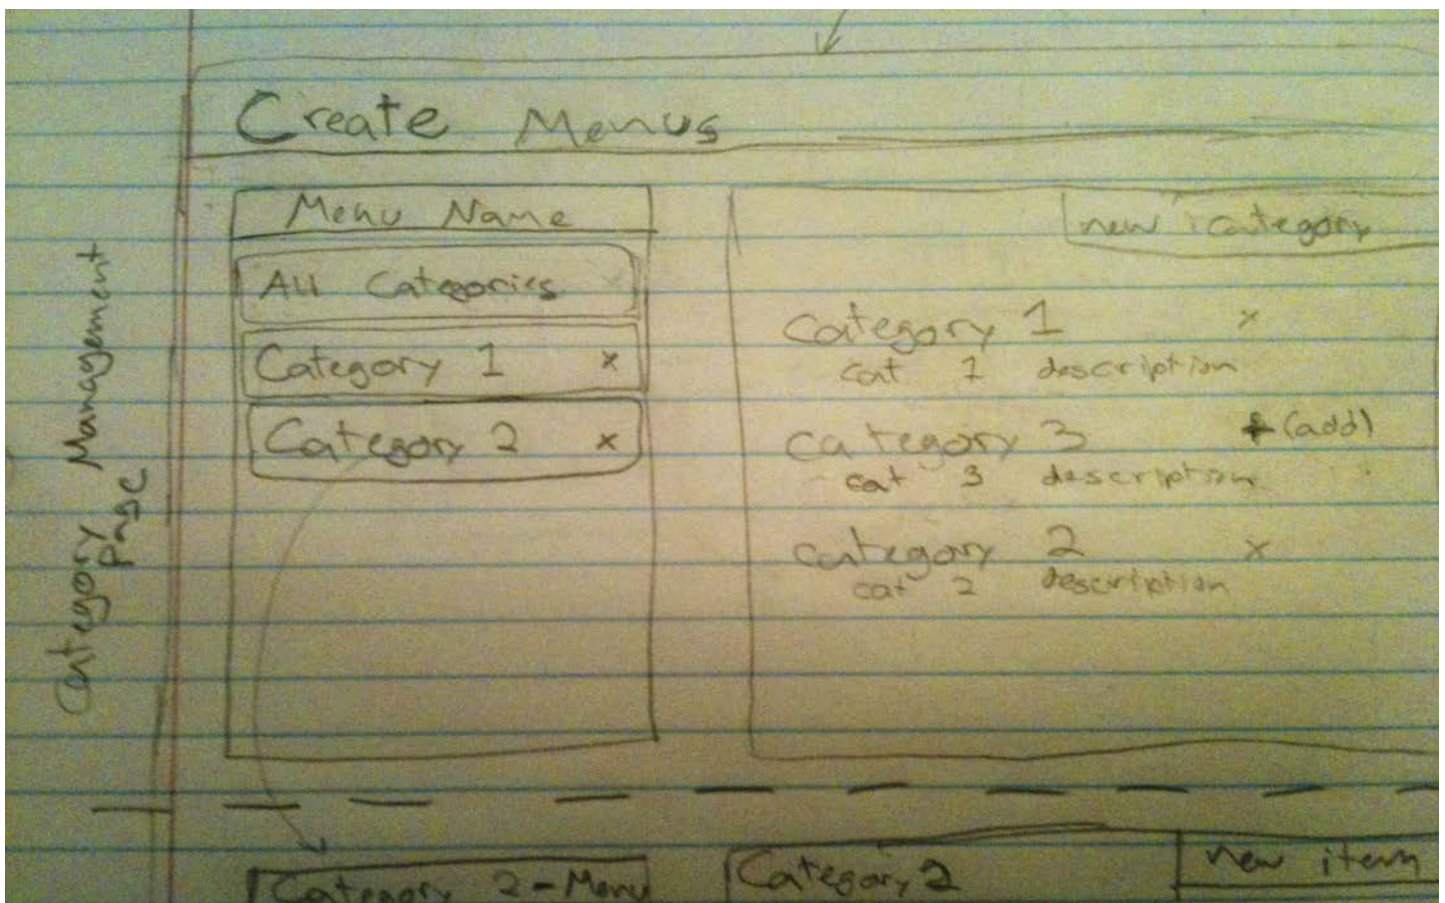 Create Menus
Category Management
Page
Menu Name
All Categories
Category 1 x
Category 2 x
new category
Category 1 x
cat 1 description
Category 3 + (add)
cat 3 description
category 2 x
cat 2 description
Category 2 - Menu
Category 2
new item